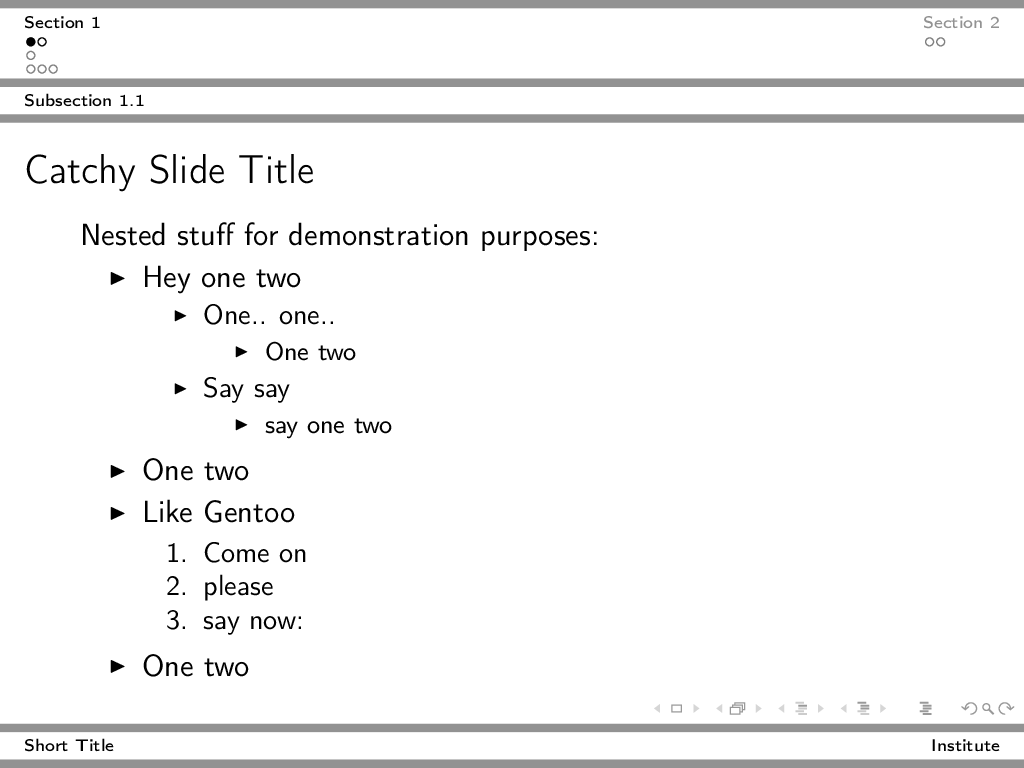 Section 1
Section 2
Subsection 1.1
Catchy Slide Title
Nested stuff for demonstration purposes:
Hey one two
One.. one..
One two
Say say
say one two
One two
Like Gentoo
1. Come on
2. please
3. say now:
One two
Short Title
Institute